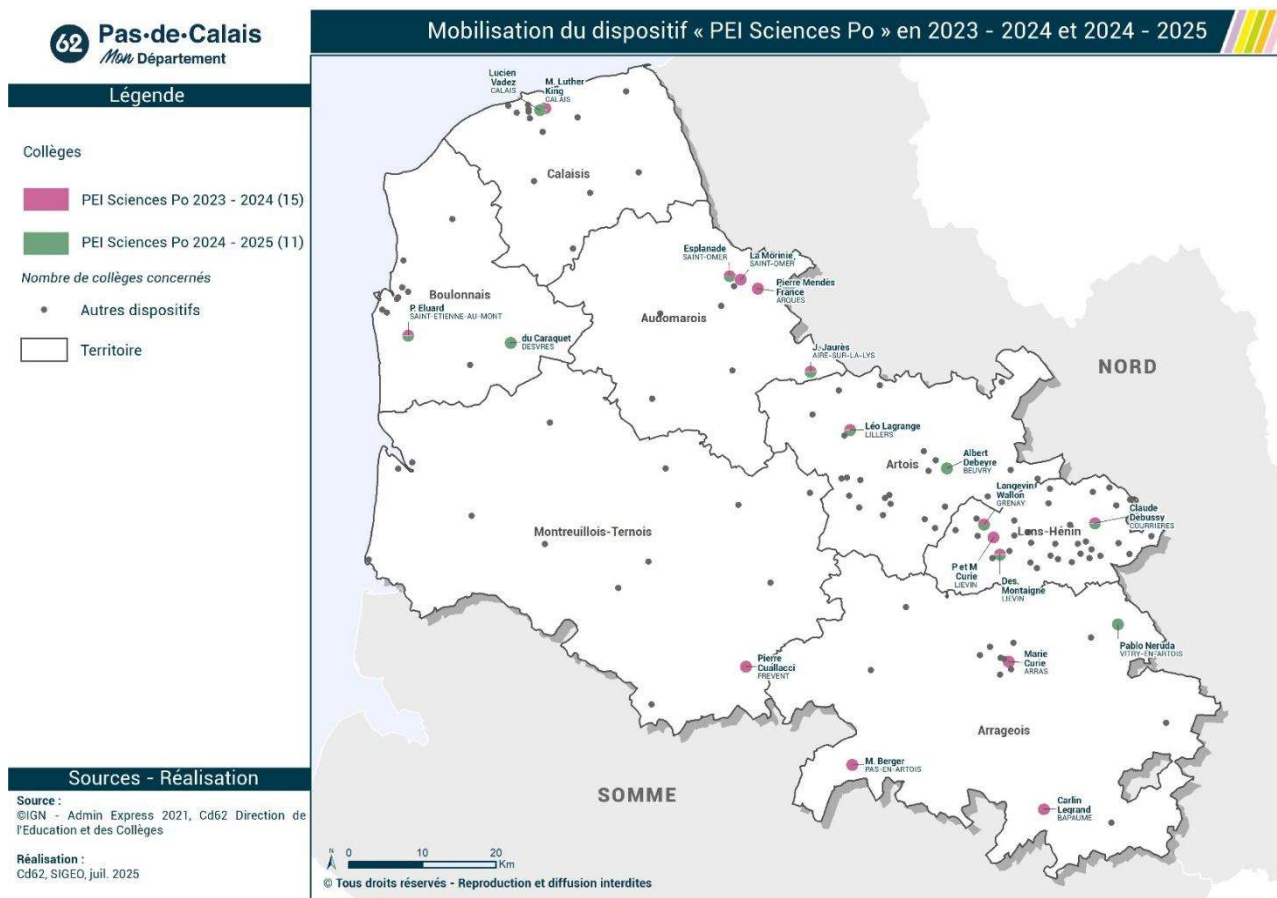 62 Pas-de-Calais
Mon Département
Mobilisation du dispositif « PEI Sciences Po » en 2023 - 2024 et 2024 - 2025
Légende
Collèges
PEI Sciences Po 2023 - 2024 (15)
PEI Sciences Po 2024 - 2025 (11)
Nombre de collèges concernés
Autres dispositifs
Territoire
Sources - Réalisation
Source :
©IGN - Admin Express 2021, Cd62 Direction de
l'Education et des Collèges
Réalisation :
Cd62, SIGEO, juil. 2025
Lucien
Vadez
CALAIS
M. Luther
King
CALAIS
Calaisis
Esplanade
SAINT-OMER
La Morinie
SAINT-OMER
Pierre Mendès
France
ARQUES
Boulonnais
P. Eluard
SAINT-ETIENNE-AU-MONT
du Caraquet
DESVRES
Audomarois
J.-Jaurès
AIRE-SUR-LA-LYS
NORD
Léo Lagrange
LILLERS
Artois
Albert
Debeyre
BEUVRY
Langevin
Wallon
GRENAY
Claude
Debussy
COURRIERES
Lens-Hénin
Montreuillois-Ternois
P et M
Curie
LIEVIN
Des.
Montaigne
LIEVIN
Pablo Neruda
VITRY-EN-ARTOIS
Marie
Curie
ARRAS
Pierre
Cuallacci
FREVENT
Arrageois
M. Berger
PAS-EN-ARTOIS
SOMME
Carlin
Legrand
BAPAUME
N
0 10 20
Km
© Tous droits réservés - Reproduction et diffusion interdites